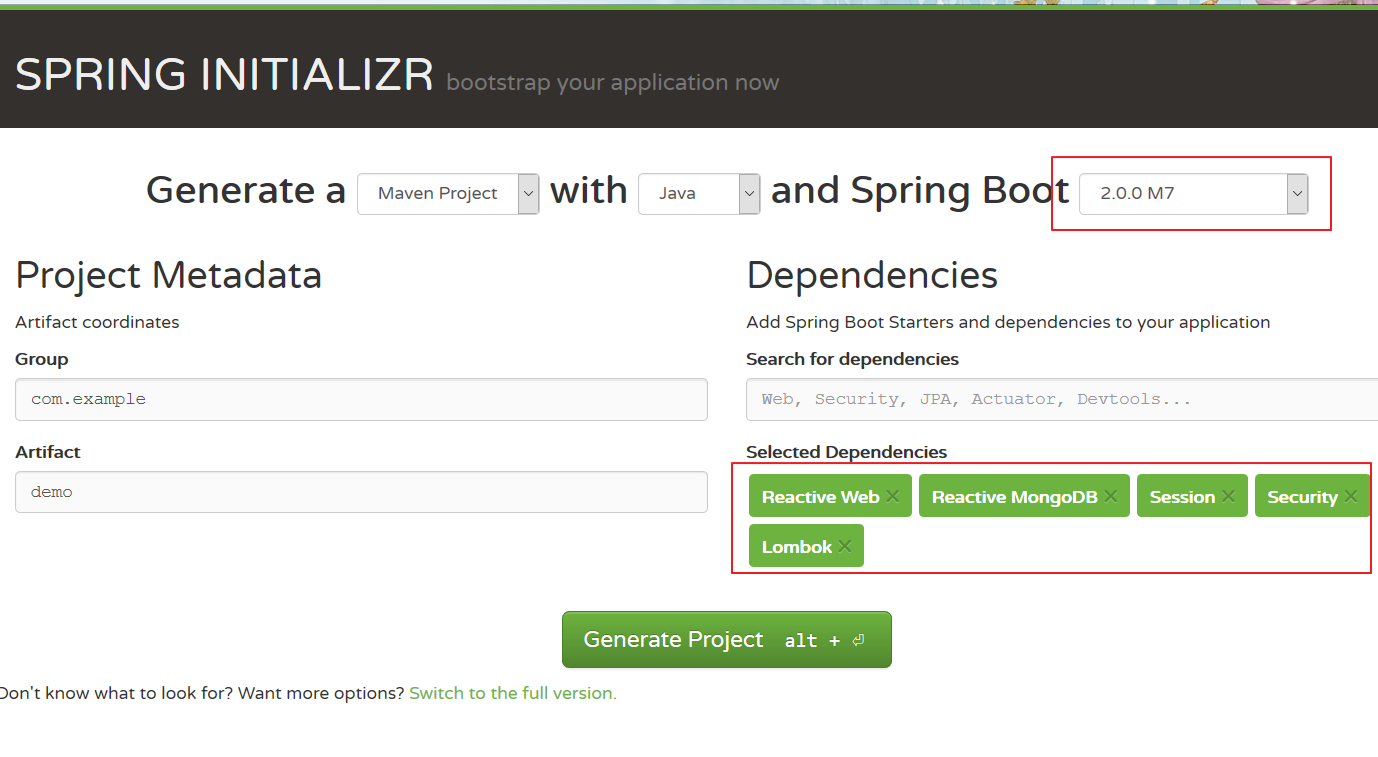 SPRING INITIALIZR bootstrap your application now
Generate a Maven Project with Java and Spring Boot 2.0.0 M7
Project Metadata
Artifact coordinates
Group
com.example
Artifact
demo
Dependencies
Add Spring Boot Starters and dependencies to your application
Search for dependencies
Web, Security, JPA, Actuator, Devtools...
Selected Dependencies
Reactive Web × Reactive MongoDB × Session × Security ×
Lombok ×
Generate Project alt + ⏎
Don't know what to look for? Want more options? Switch to the full version.